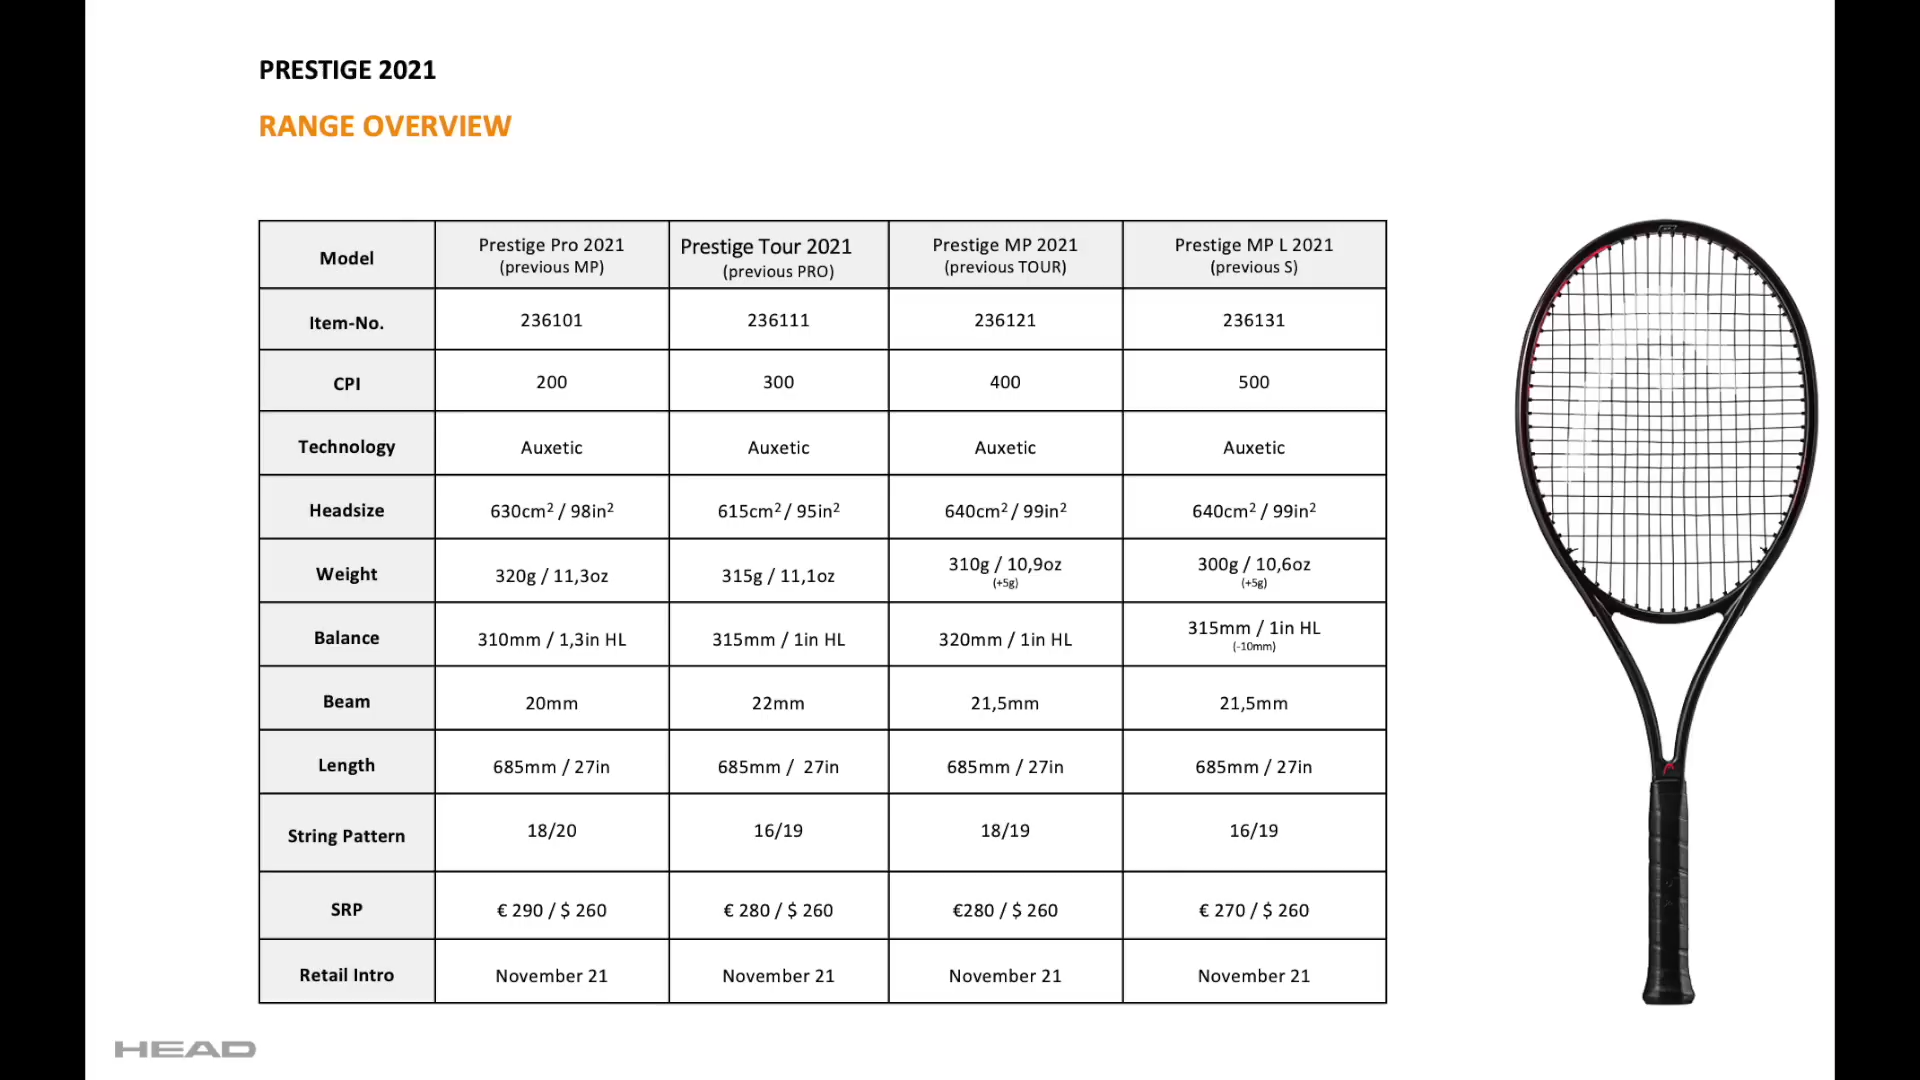 PRESTIGE 2021
RANGE OVERVIEW
Model Prestige Pro 2021 (previous MP) Prestige Tour 2021 (previous PRO) Prestige MP 2021 (previous TOUR) Prestige MP L 2021 (previous S)
Item-No. 236101 236111 236121 236131
CPI 200 300 400 500
Technology Auxetic Auxetic Auxetic Auxetic
Headsize 630cm² / 98in² 615cm² / 95in² 640cm² / 99in² 640cm² / 99in²
Weight 320g / 11,3oz 315g / 11,1oz 310g / 10,9oz (+5g) 300g / 10,6oz (+5g)
Balance 310mm / 1,3in HL 315mm / 1in HL 320mm / 1in HL 315mm / 1in HL (-10mm)
Beam 20mm 22mm 21,5mm 21,5mm
Length 685mm / 27in 685mm / 27in 685mm / 27in 685mm / 27in
String Pattern 18/20 16/19 18/19 16/19
SRP € 290 / $ 260 € 280 / $ 260 €280 / $ 260 € 270 / $ 260
Retail Intro November 21 November 21 November 21 November 21
HEAD